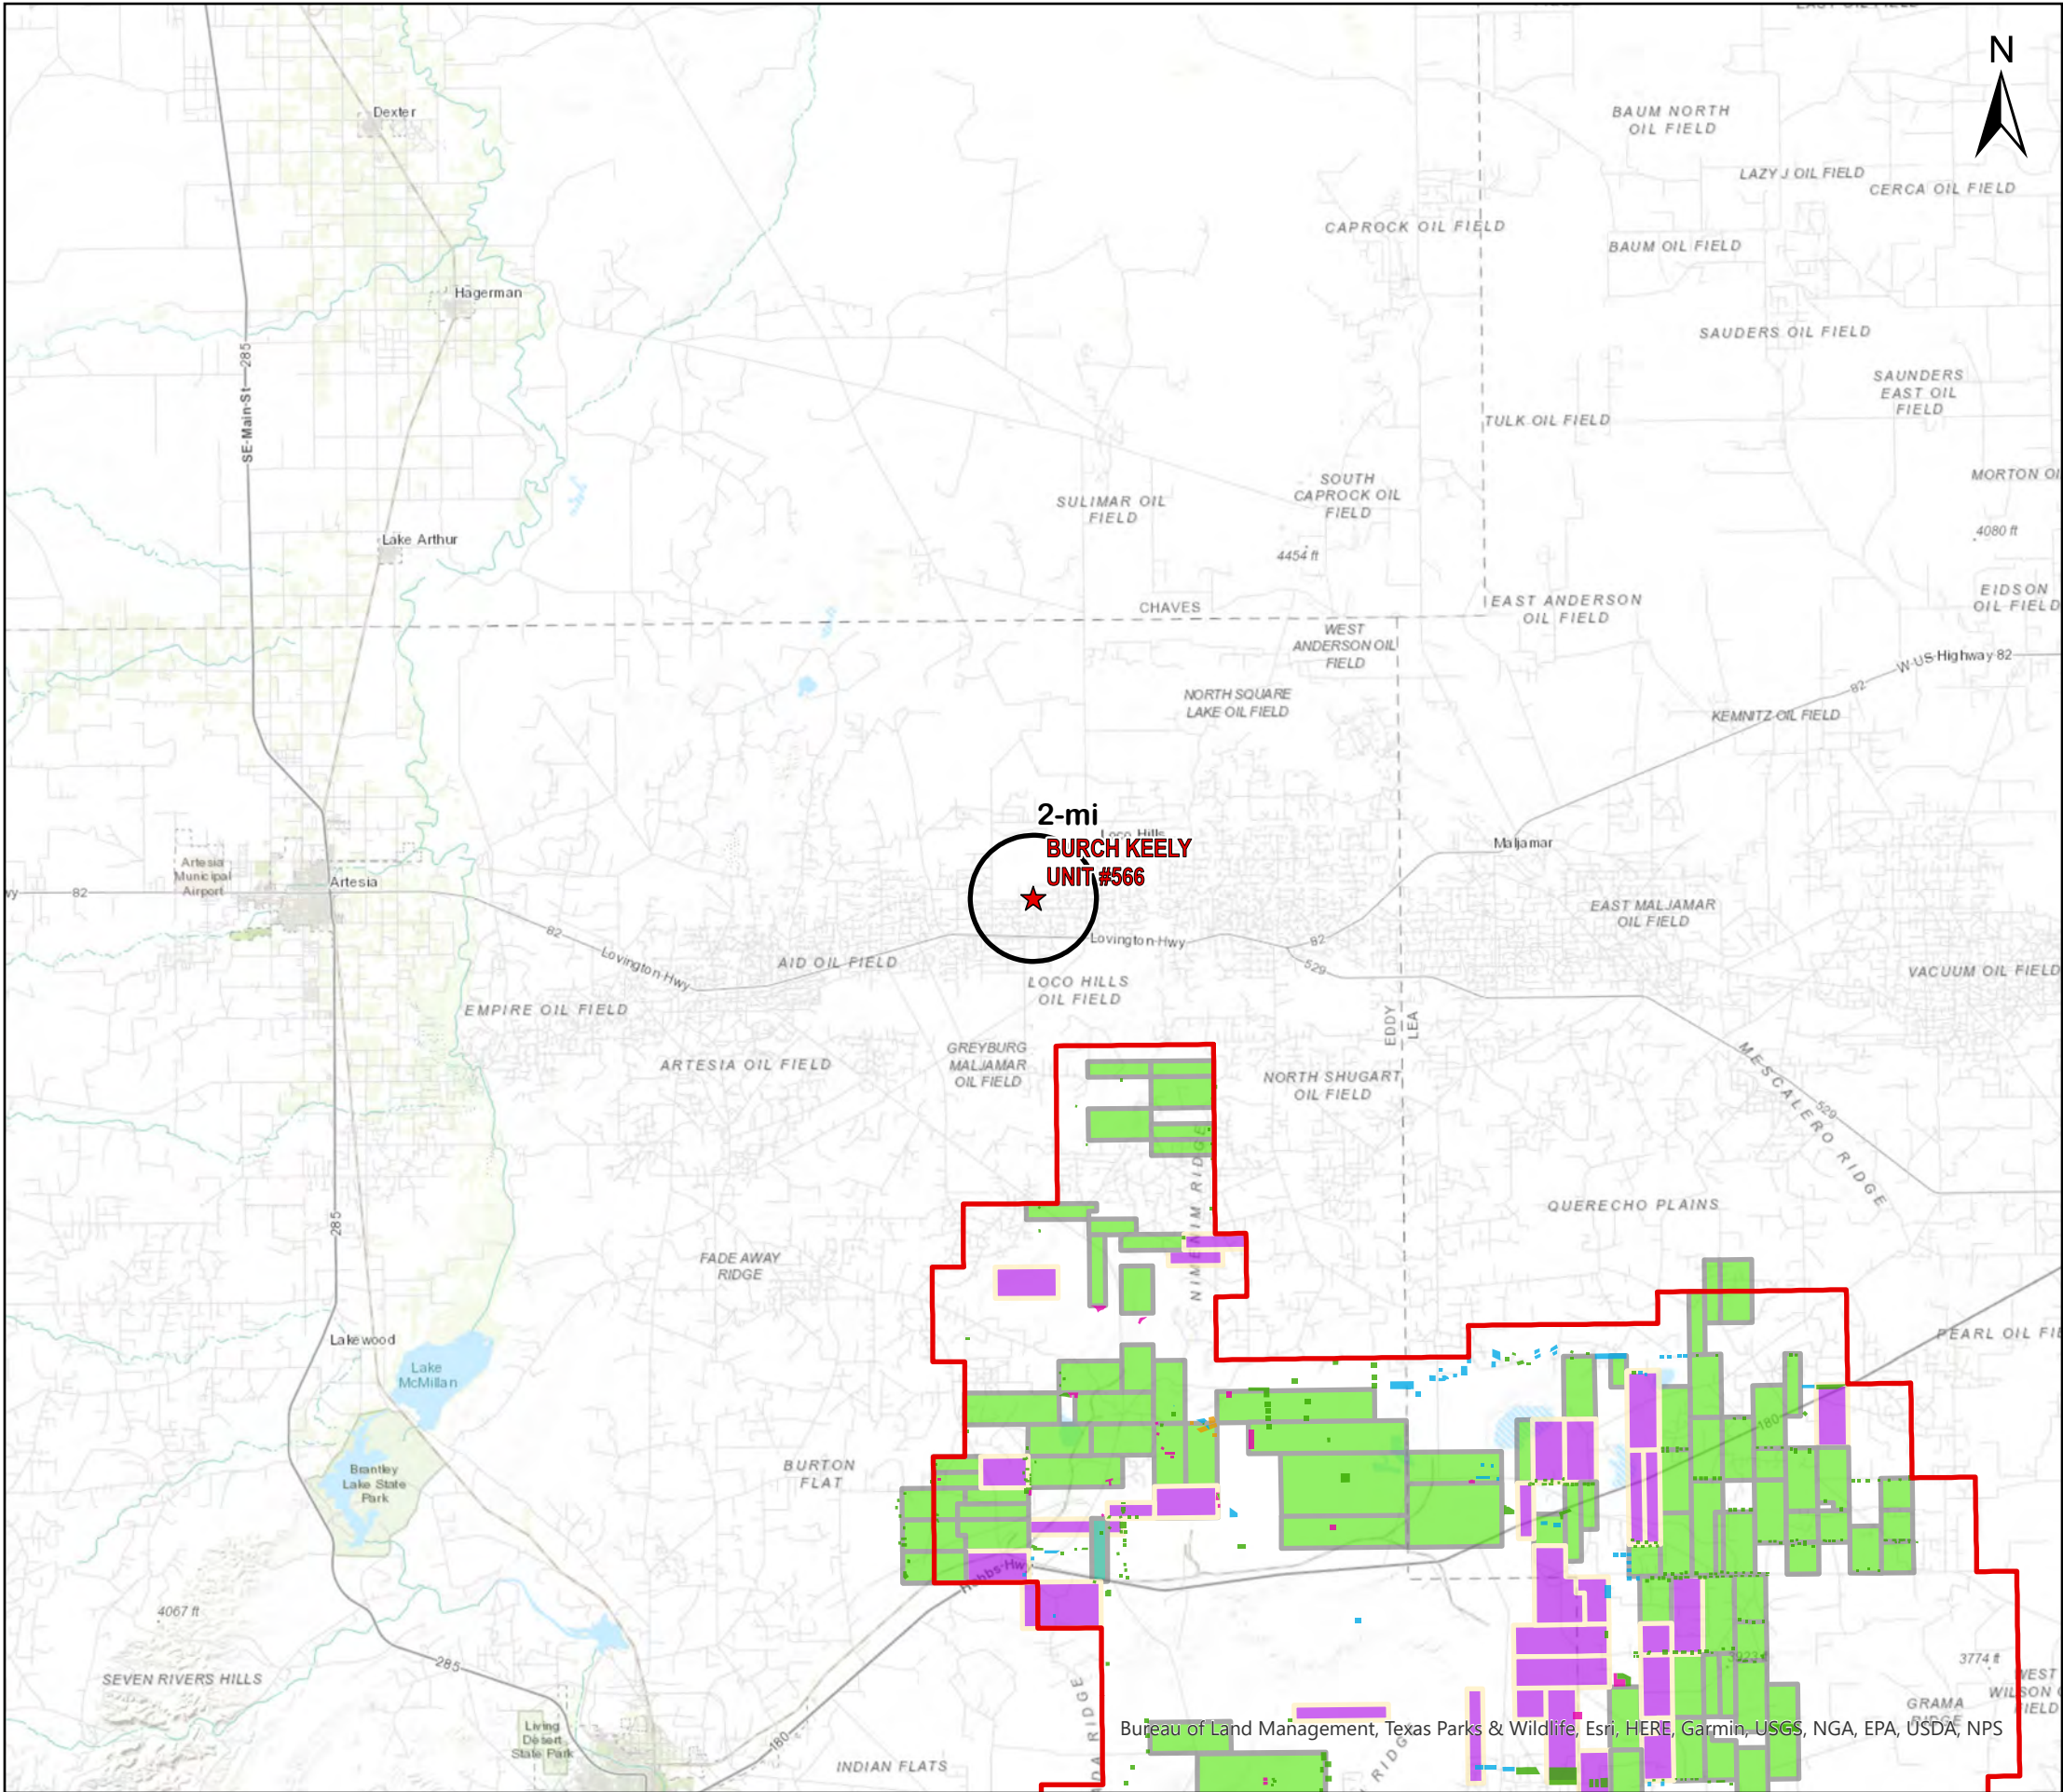 N
Dexter
BAUM NORTH
OIL FIELD
LAZY J OIL FIELD
CERCA OIL FIELD
CAPROCK OIL FIELD
BAUM OIL FIELD
Hagerman
SAUDERS OIL FIELD
SE-Main-St
285
SAUNDERS
EAST OIL
FIELD
TULK OIL FIELD
MORTON OI
SOUTH
CAPROCK OIL
FIELD
SULIMAR OIL
FIELD
Lake Arthur
4454 ft
4080 ft
EIDSON
OIL FIELD
CHAVES
EAST ANDERSON
OIL FIELD
WEST
ANDERSON OIL
FIELD
W-US-Highway 82
82
NORTH SQUARE
LAKE OIL FIELD
KEMNITZ OIL FIELD
2-mi
Loco Hills
BURCH KEELY
UNIT #566
Maljamar
Artesia
Municipal
Airport
Artesia
wy
82
EAST MALJAMAR
OIL FIELD
82
Lovington-Hwy
Lovington-Hwy
82
529
AID OIL FIELD
VACUUM OIL FIELD
LOCO HILLS
OIL FIELD
EMPIRE OIL FIELD
EDDY
LEA
GREYBURG
MALJAMAR
OIL FIELD
ARTESIA OIL FIELD
NORTH SHUGART
OIL FIELD
MESCALERO RIDGE
529
NIMENIM RIDGE
QUERECHO PLAINS
285
FADE AWAY
RIDGE
Lakewood
Lake
McMillan
PEARL OIL FIE
180
Brantley
Lake State
Park
BURTON
FLAT
Hobbs-Hw
4067 ft
285
SEVEN RIVERS HILLS
3774 ft
WEST
WILSON O
FIELD
GRAMA
RIDGE
Living
Desert
State Park
180
INDIAN FLATS
DA RIDGE
RIDG
Bureau of Land Management, Texas Parks & Wildlife, Esri, HERE, Garmin, USGS, NGA, EPA, USDA, NPS